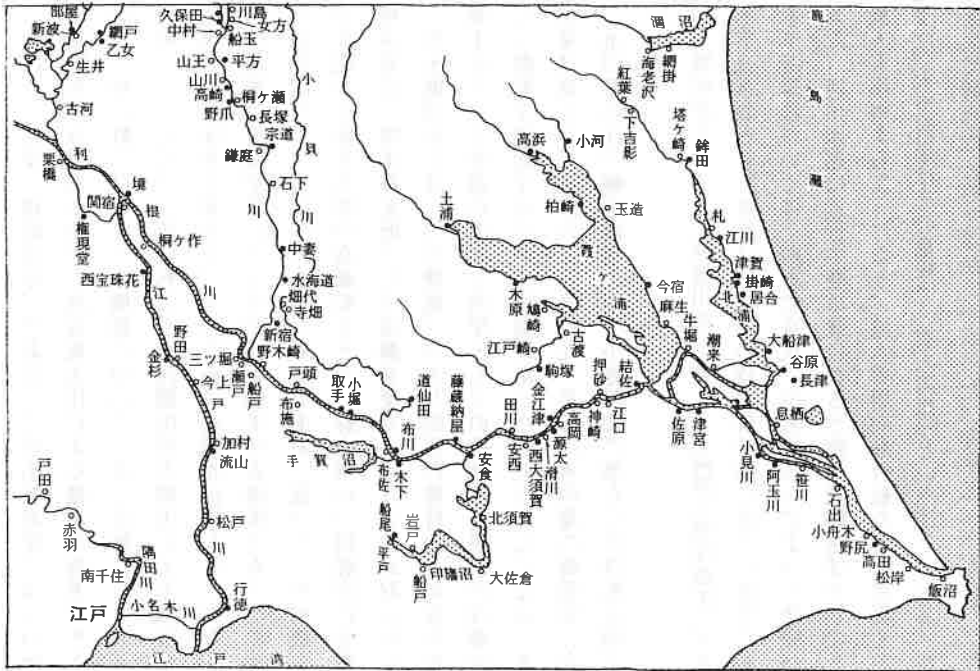 部屋
新波
網戸
乙女
生井
古河
栗橋
利根川
関宿
境
権現堂
桐ヶ作
西宝珠花
江戸川
野田
金杉
今上
三ツ堀
瀬戸
船戸
加村
流山
松戸
行徳
戸田
赤羽
南千住
隅田川
江戸
小名木川
江戸湾
久保田
中村
川島
女方
船玉
山王
平方
山川
高崎
桐ヶ瀬
野爪
長塚
宗道
鎌庭
石下
川
小貝川
中妻
水海道
畑代
寺畑
新宿
野木崎
戸頭
布施
取手
小堀
手賀沼
道仙田
布川
布佐
木下
藤蔵納屋
安食
北須賀
船尾
平戸
岩戸
船戸
印旛沼
大佐倉
田川
安西
西大須賀
金江津
滑川
源太
高岡
押砂
神崎
江口
結佐
土浦
木原
鳩崎
江戸崎
古渡
駒塚
高浜
小河
柏崎
玉造
霞ヶ浦
今宿
麻生
牛堀
潮来
涸沼
網掛
海老沢
紅葉
下吉影
塔ヶ崎
鉾田
札
江川
津賀
掛崎
居合
北浦
大船津
谷原
長津
息栖
佐原
津宮
小見川
阿玉川
笹川
石出
小舟木
野尻
高田
松岸
飯沼
鹿島灘